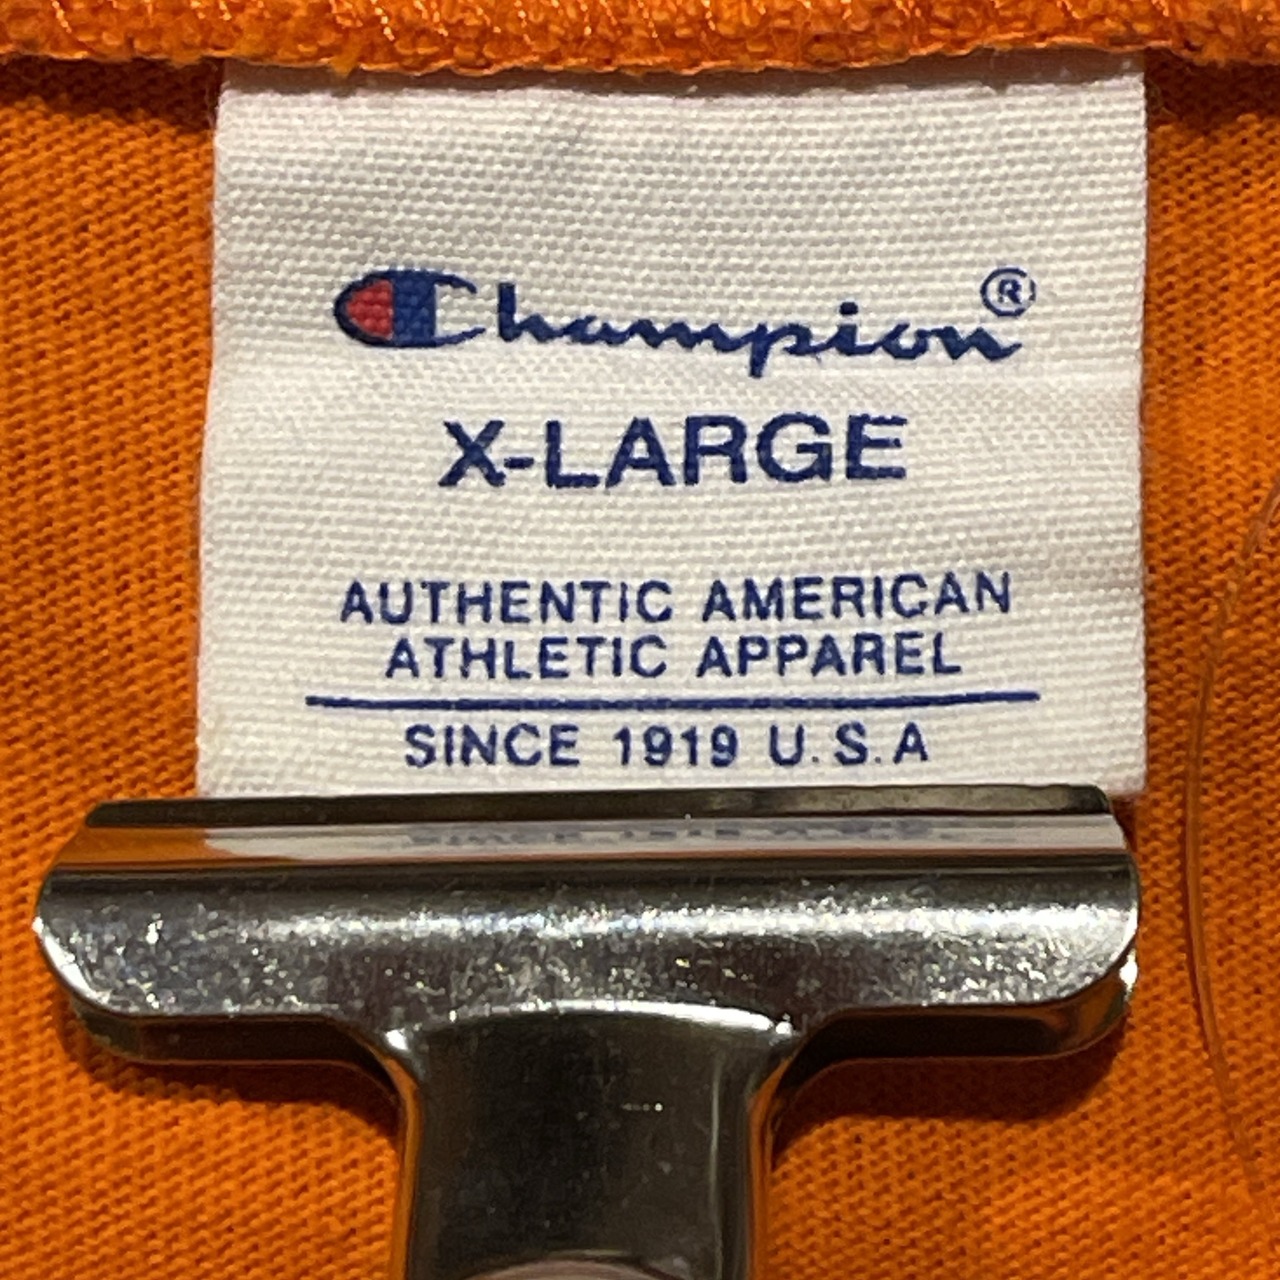 Champion®
X-LARGE
AUTHENTIC AMERICAN
ATHLETIC APPAREL
SINCE 1919 U.S.A